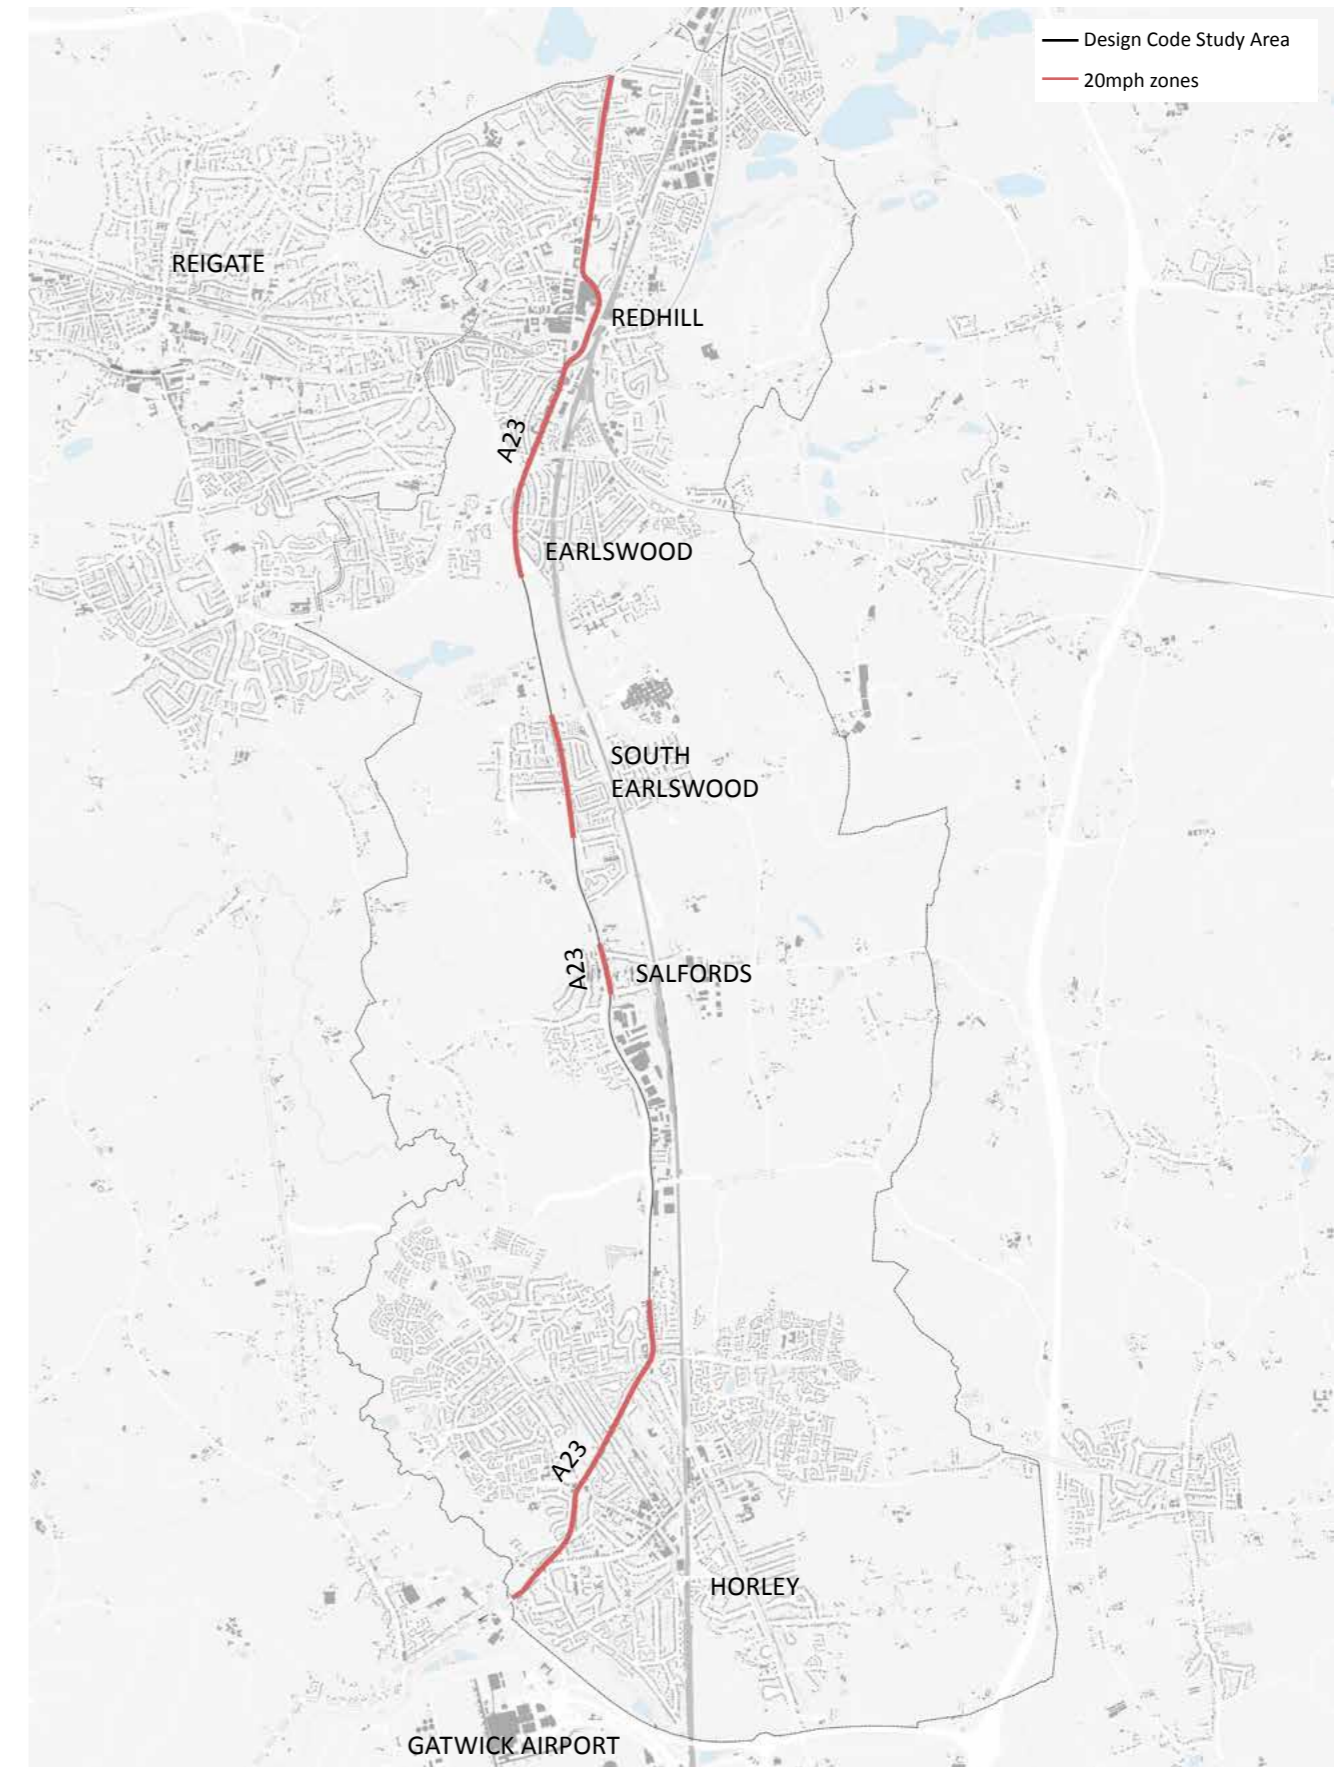 Design Code Study Area
20mph zones
REIGATE
REDHILL
A23
EARLSWOOD
SOUTH
EARLSWOOD
A23
SALFORDS
A23
HORLEY
GATWICK AIRPORT